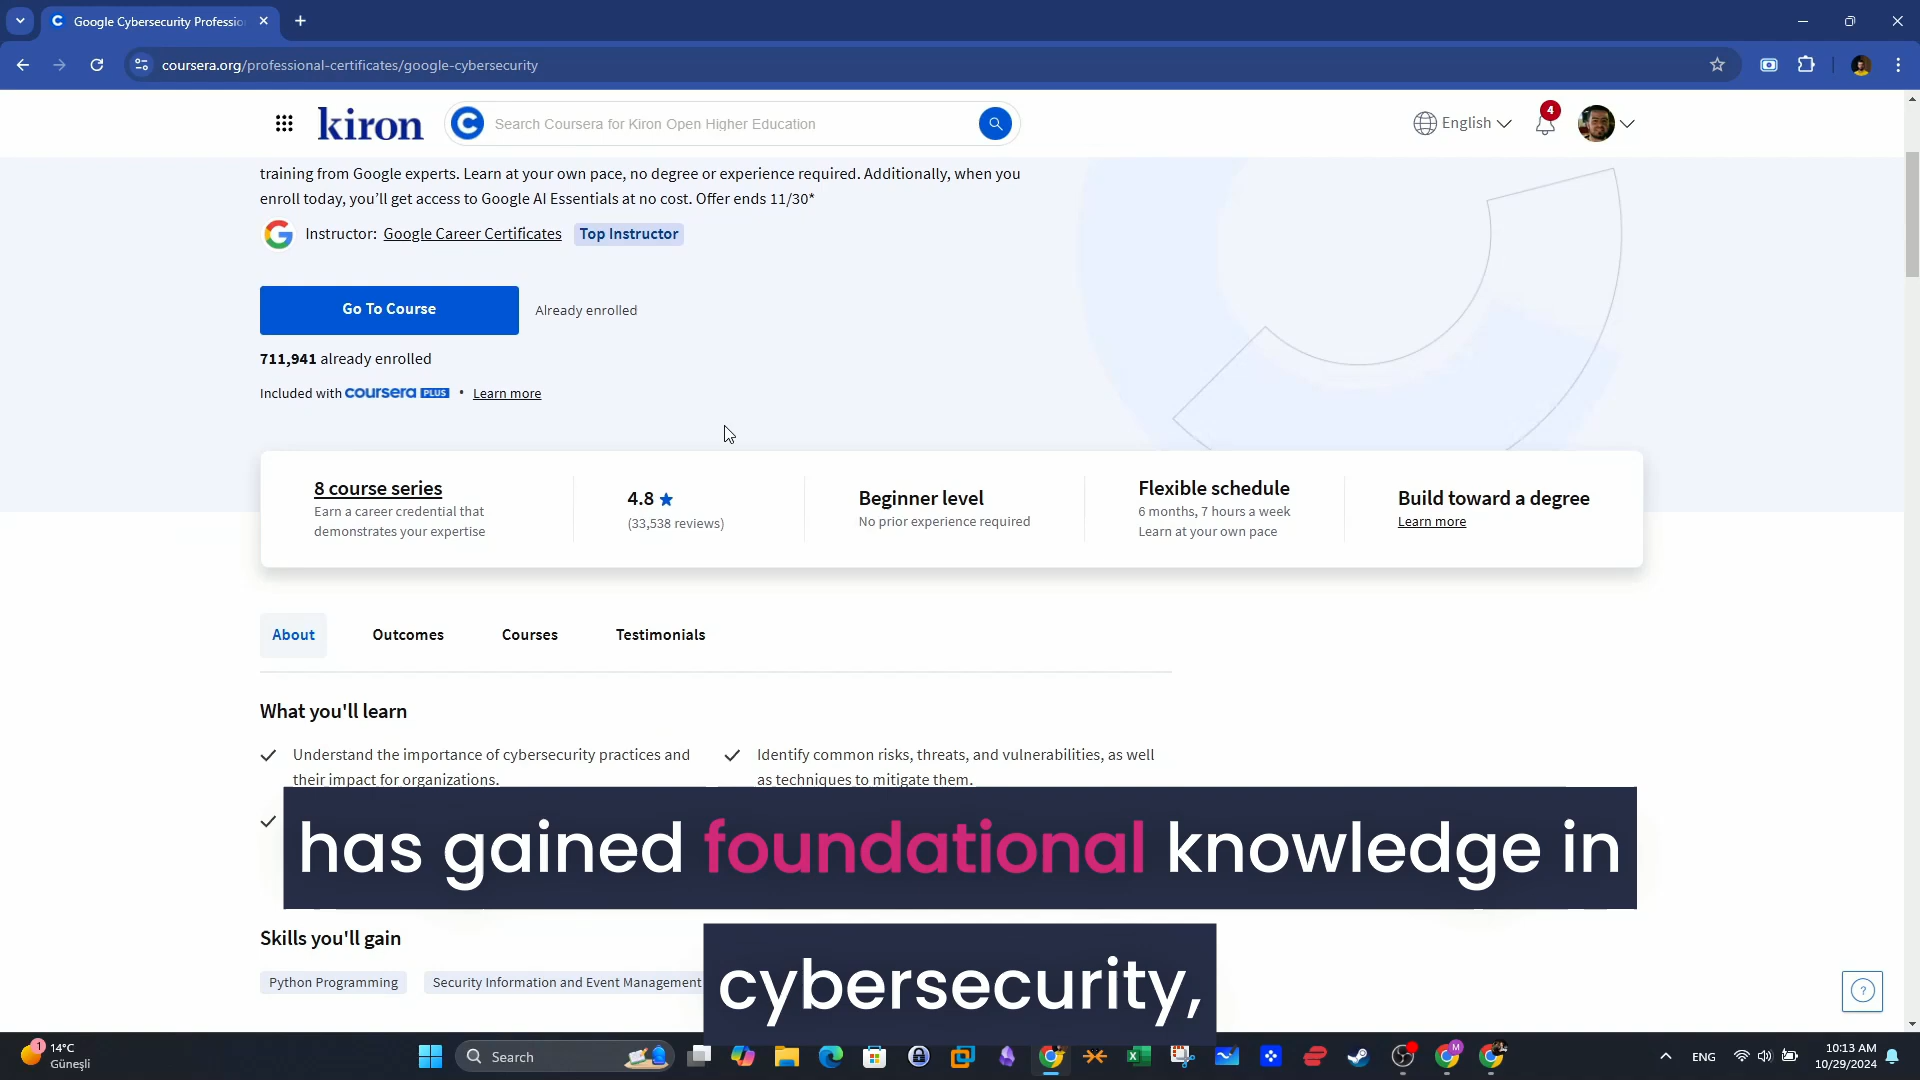 Google Cybersecurity Professio
coursera.org/professional-certificates/google-cybersecurity
kiron
Search Coursera for Kiron Open Higher Education
English
4
training from Google experts. Learn at your own pace, no degree or experience required. Additionally, when you
enroll today, you’ll get access to Google AI Essentials at no cost. Offer ends 11/30*
Instructor: Google Career Certificates Top Instructor
Go To Course
Already enrolled
711,941 already enrolled
Included with coursera PLUS • Learn more
8 course series
Earn a career credential that
demonstrates your expertise
4.8
(33,538 reviews)
Beginner level
No prior experience required
Flexible schedule
6 months, 7 hours a week
Learn at your own pace
Build toward a degree
Learn more
About Outcomes Courses Testimonials
What you'll learn
Understand the importance of cybersecurity practices and
their impact for organizations.
Identify common risks, threats, and vulnerabilities, as well
as techniques to mitigate them.
has gained foundational knowledge in
cybersecurity,
Skills you'll gain
Python Programming
Security Information and Event Management
?
1
14°C
Güneşli
Search
M
ENG
10:13 AM
10/29/2024